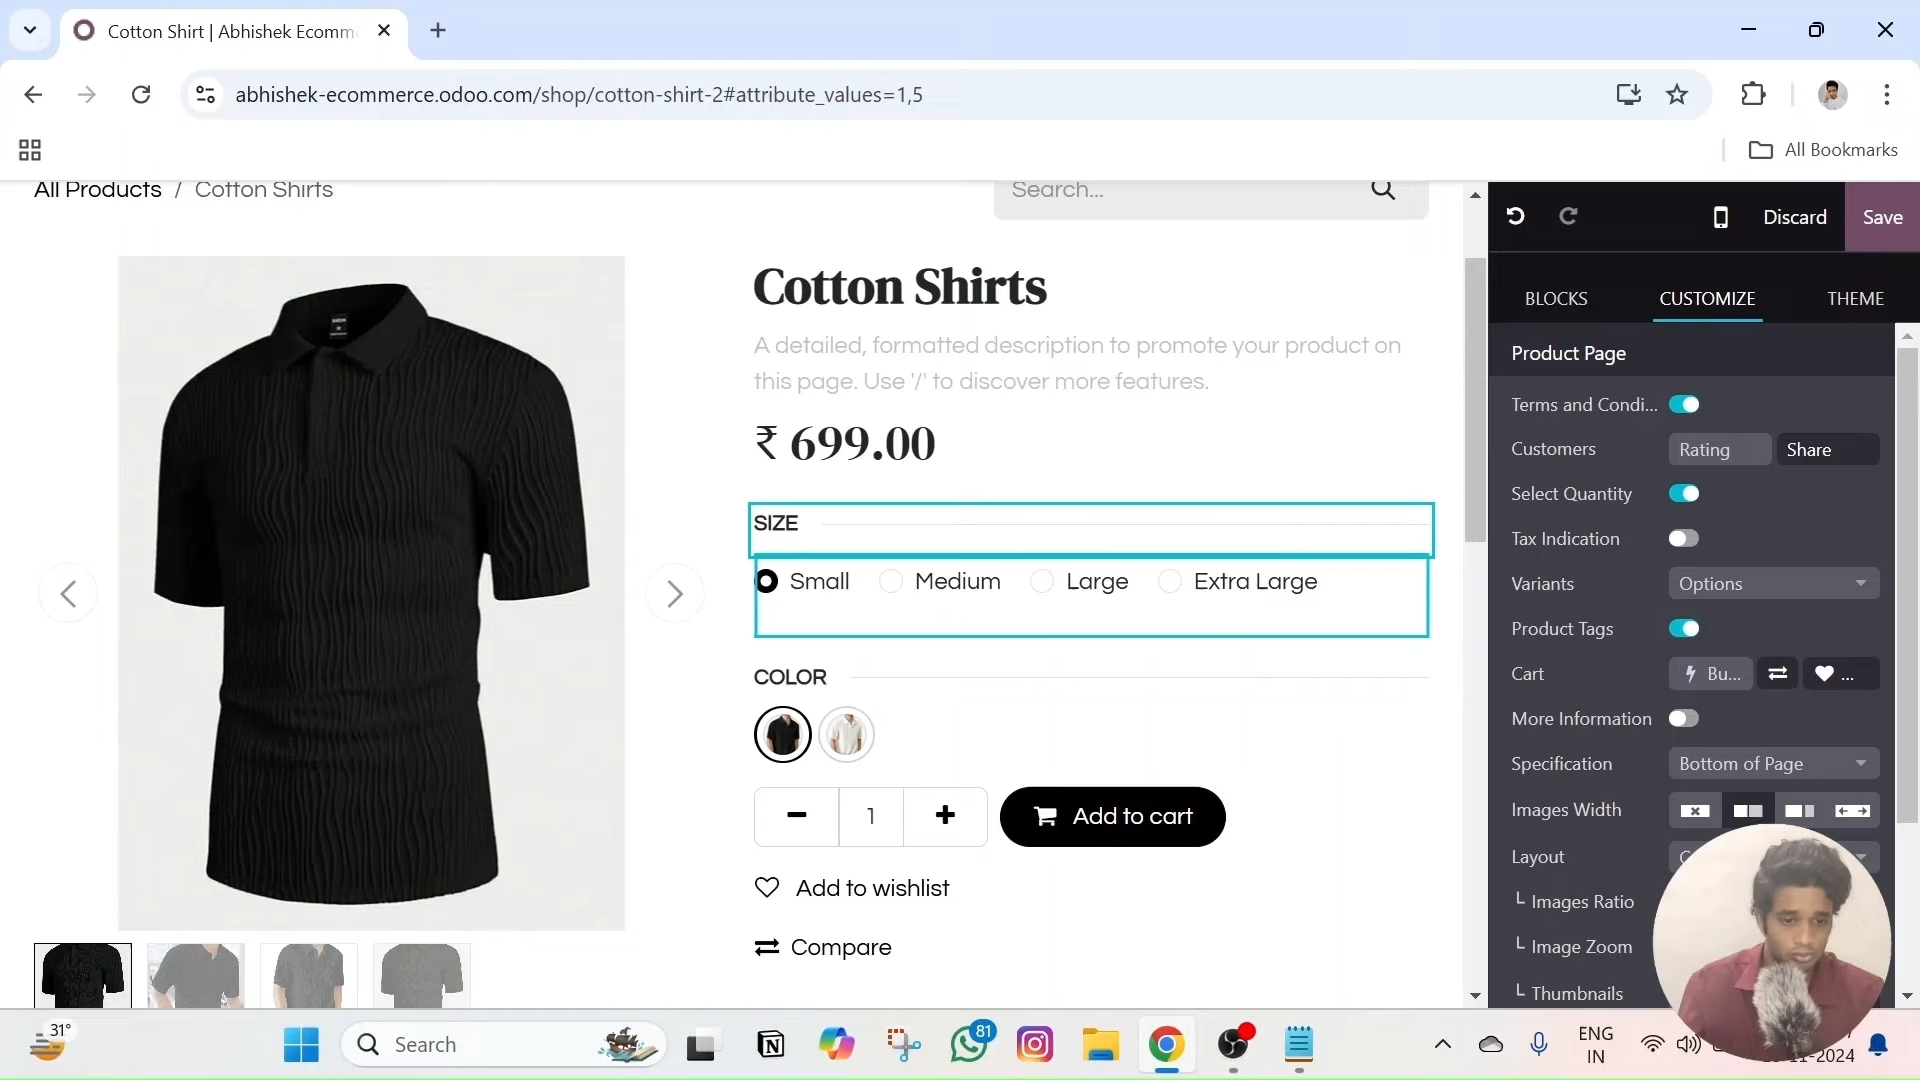 Cotton Shirt | Abhishek Ecomm
abhishek-ecommerce.odoo.com/shop/cotton-shirt-2#attribute_values=1,5
All Bookmarks
All Products / Cotton Shirts
Search...
Discard
Save
BLOCKS
CUSTOMIZE
THEME
Cotton Shirts
A detailed, formatted description to promote your product on
this page. Use '/' to discover more features.
₹ 699.00
SIZE
Small
Medium
Large
Extra Large
COLOR
1
Add to cart
Add to wishlist
Compare
Product Page
Terms and Condi...
Customers
Rating
Share
Select Quantity
Tax Indication
Variants
Options
Product Tags
Cart
Bu...
...
More Information
Specification
Bottom of Page
Images Width
Layout
Images Ratio
Image Zoom
Thumbnails
31°
Search
81
ENG
IN
-2024